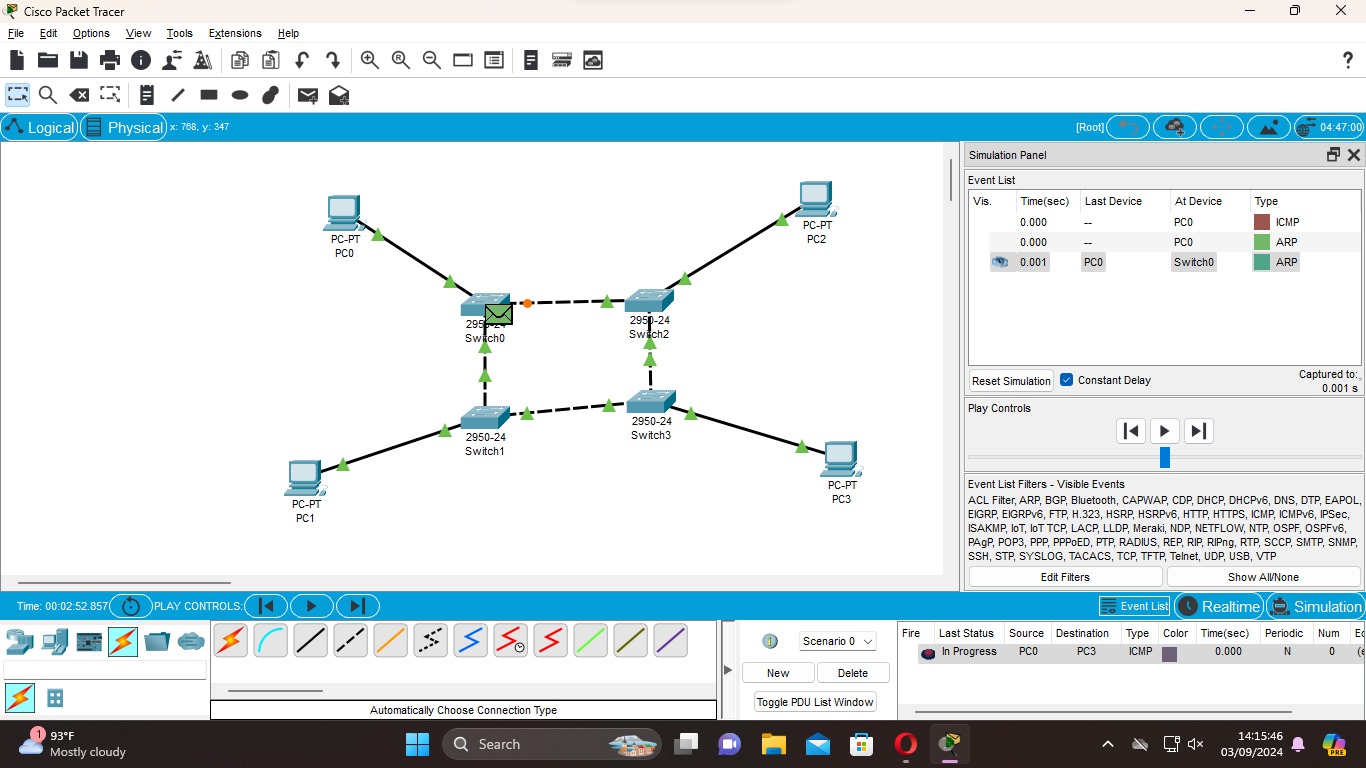 Cisco Packet Tracer
File Edit Options View Tools Extensions Help
Logical Physical x: 768, y: 347 [Root] 04:47:00
PC-PT
PC0
PC-PT
PC2
2950-24
Switch0
2950-24
Switch2
2950-24
Switch1
2950-24
Switch3
PC-PT
PC1
PC-PT
PC3
Simulation Panel
Event List
Vis. Time(sec) Last Device At Device Type
0.000 -- PC0 ICMP
0.000 -- PC0 ARP
0.001 PC0 Switch0 ARP
Reset Simulation Constant Delay Captured to:
0.001 s
Play Controls
Event List Filters - Visible Events
ACL Filter, ARP, BGP, Bluetooth, CAPWAP, CDP, DHCP, DHCPv6, DNS, DTP, EAPOL,
EIGRP, EIGRPv6, FTP, H.323, HSRP, HSRPv6, HTTP, HTTPS, ICMP, ICMPv6, IPSec,
ISAKMP, IoT, IoT TCP, LACP, LLDP, Meraki, NDP, NETFLOW, NTP, OSPF, OSPFv6,
PAgP, POP3, PPP, PPPoED, PTP, RADIUS, REP, RIP, RIPng, RTP, SCCP, SMTP, SNMP,
SSH, STP, SYSLOG, TACACS, TCP, TFTP, Telnet, UDP, USB, VTP
Edit Filters Show All/None
Time: 00:02:52.857 PLAY CONTROLS: Event List Realtime Simulation
Automatically Choose Connection Type
Scenario 0
New Delete
Toggle PDU List Window
Fire Last Status Source Destination Type Color Time(sec) Periodic Num Ed
In Progress PC0 PC3 ICMP 0.000 N 0 (e
1 93°F
Mostly cloudy
Search
14:15:46
03/09/2024
PRE